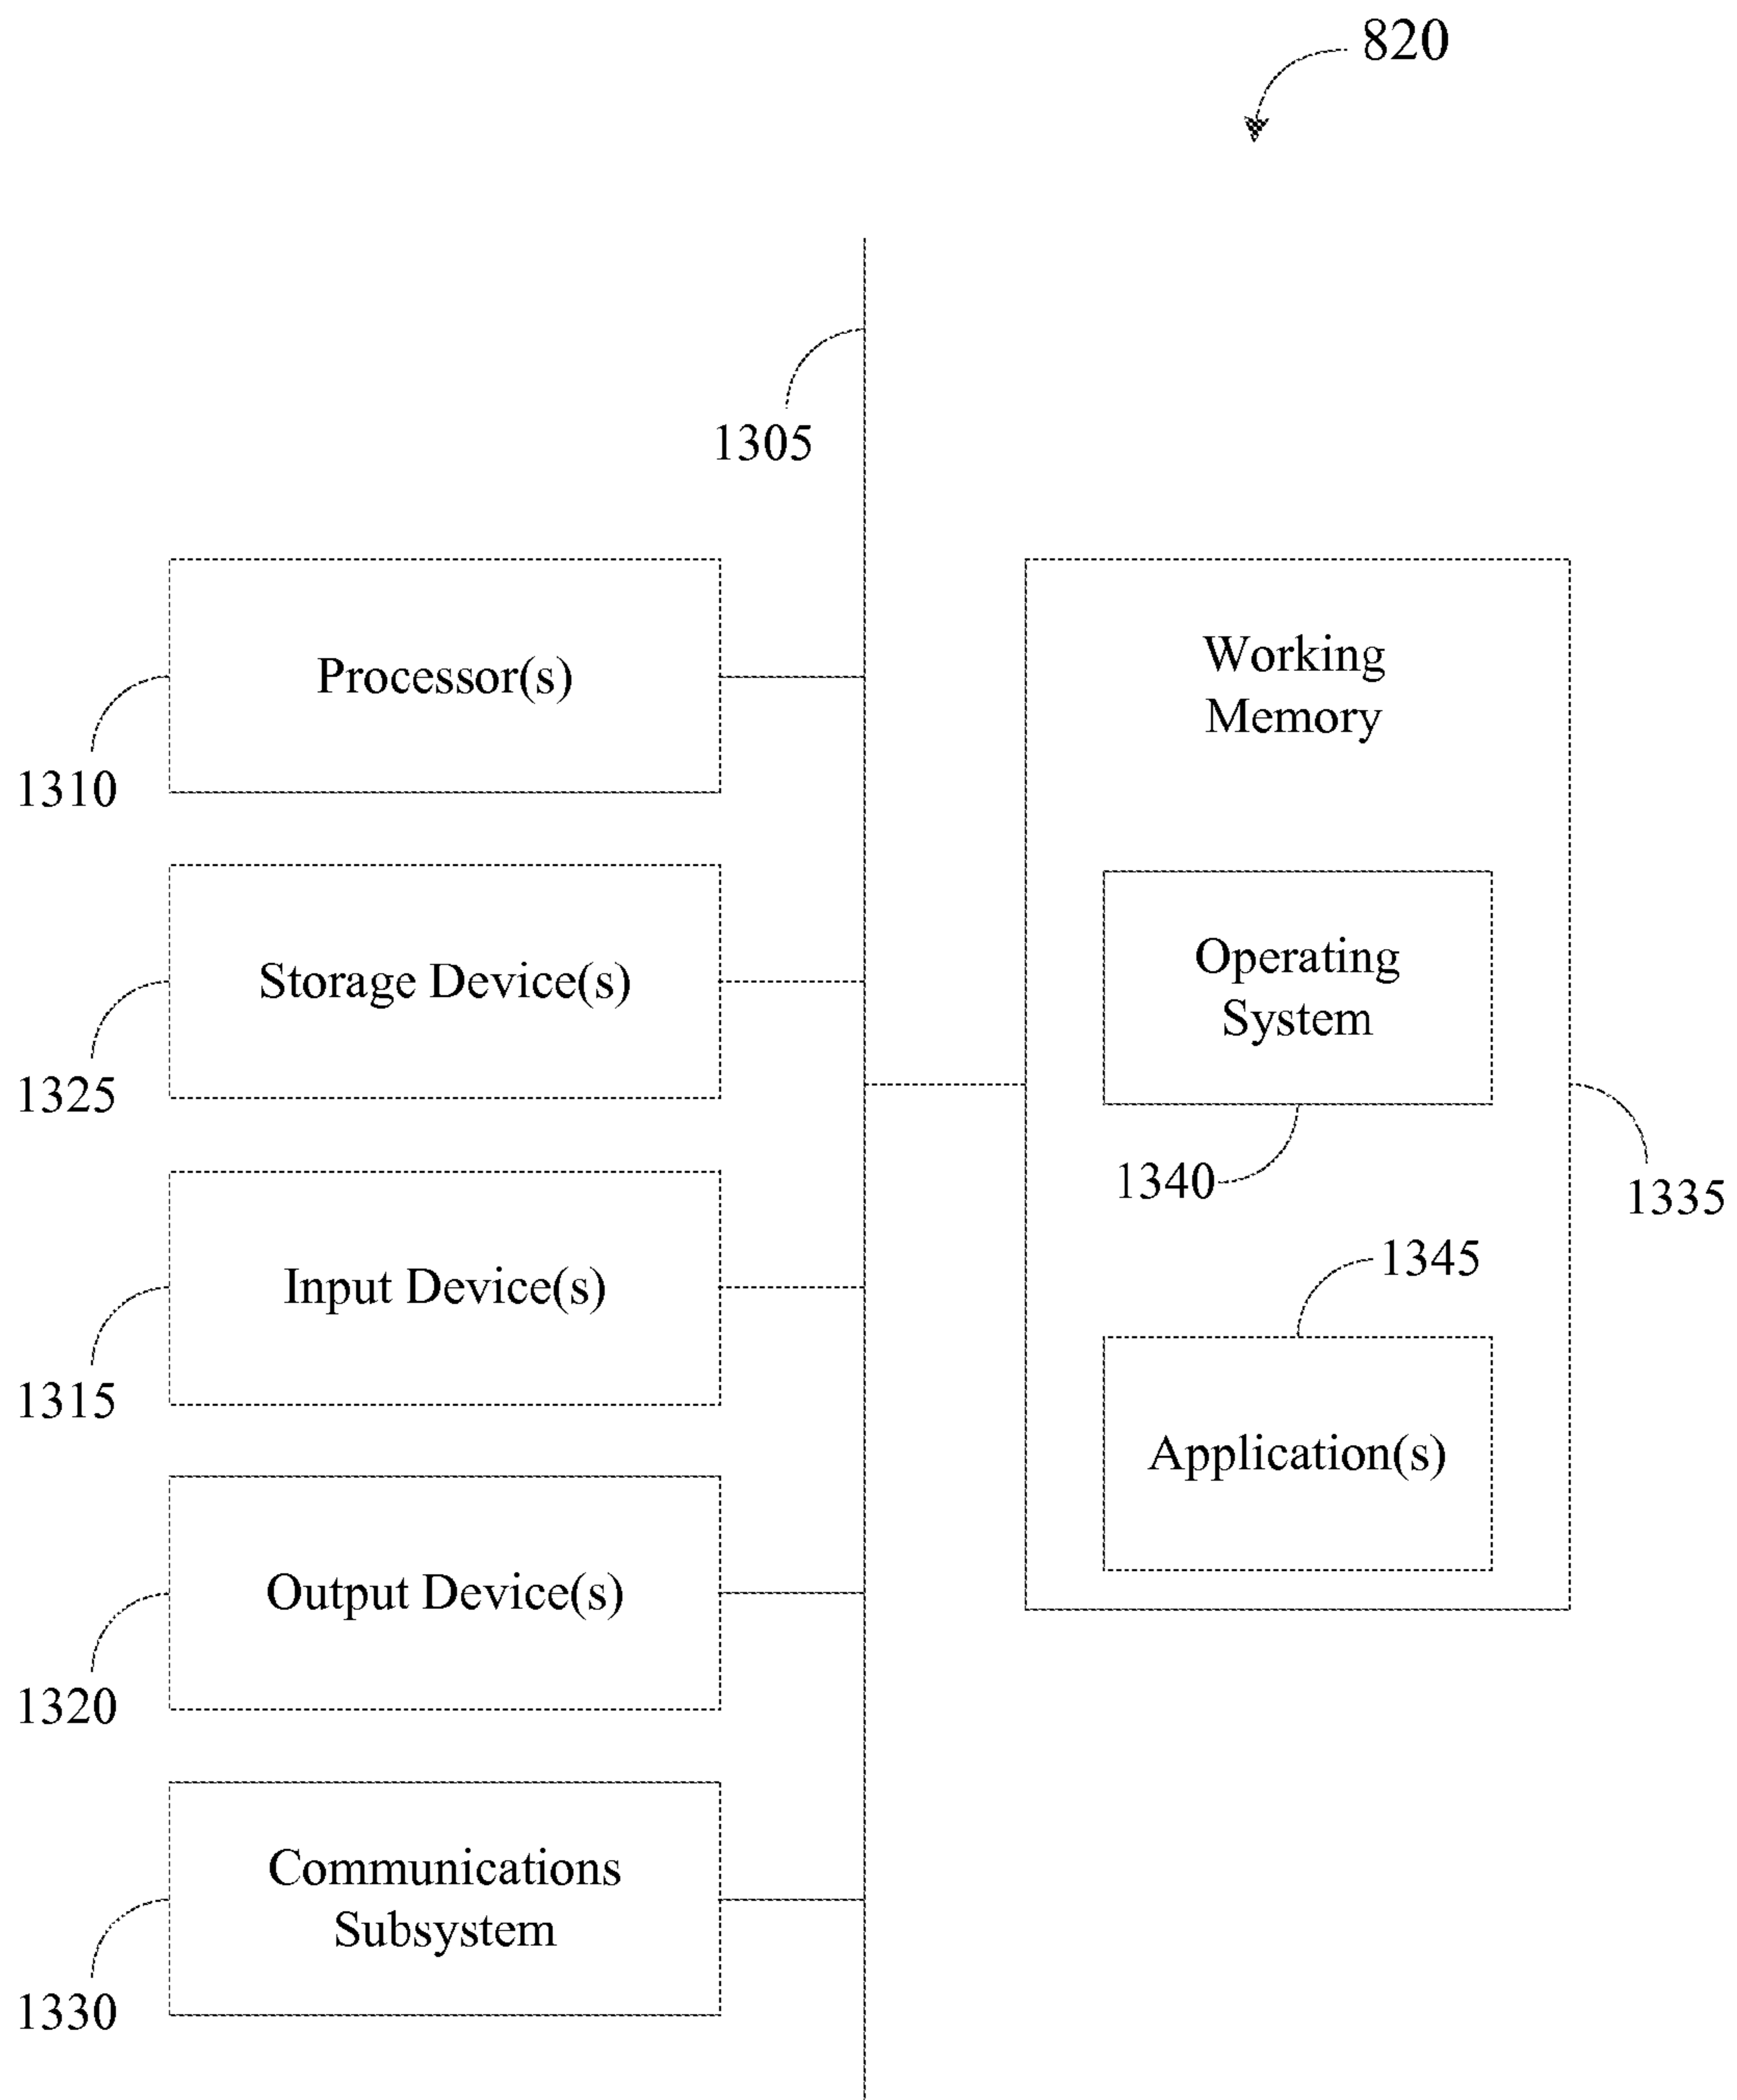 820
1305
Processor(s)
1310
Storage Device(s)
1325
Input Device(s)
1315
Output Device(s)
1320
Communications
Subsystem
1330
Working
Memory
Operating
System
1340
1335
1345
Application(s)